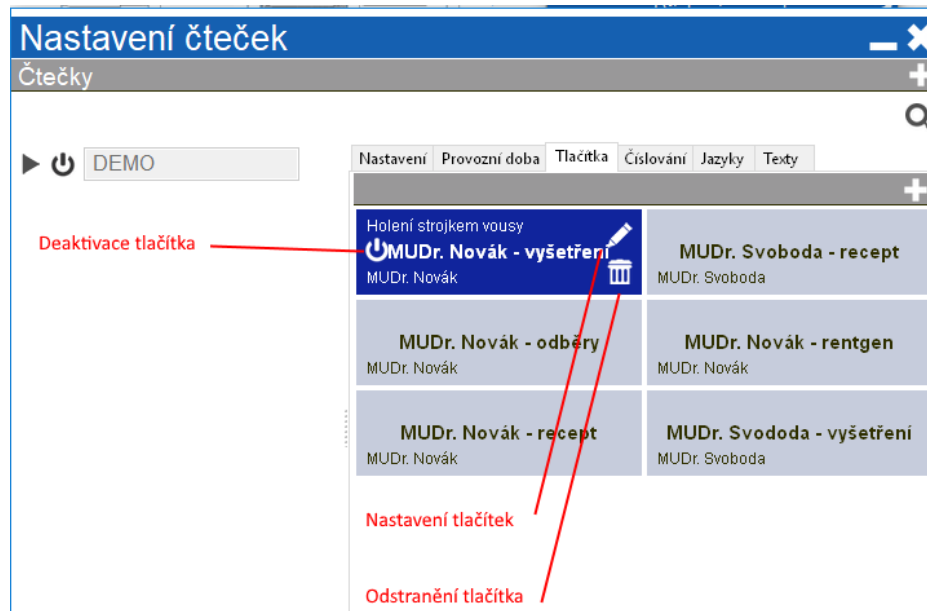 Nastavení čteček
Čtečky
DEMO
Nastavení Provozní doba Tlačítka Číslování Jazyky Texty
Deaktivace tlačítka
Holení strojkem vousy
MUDr. Novák - vyšetření
MUDr. Novák
MUDr. Svoboda - recept
MUDr. Svoboda
MUDr. Novák - odběry
MUDr. Novák
MUDr. Novák - rentgen
MUDr. Novák
MUDr. Novák - recept
MUDr. Novák
MUDr. Svododa - vyšetření
MUDr. Svoboda
Nastavení tlačítek
Odstranění tlačítka